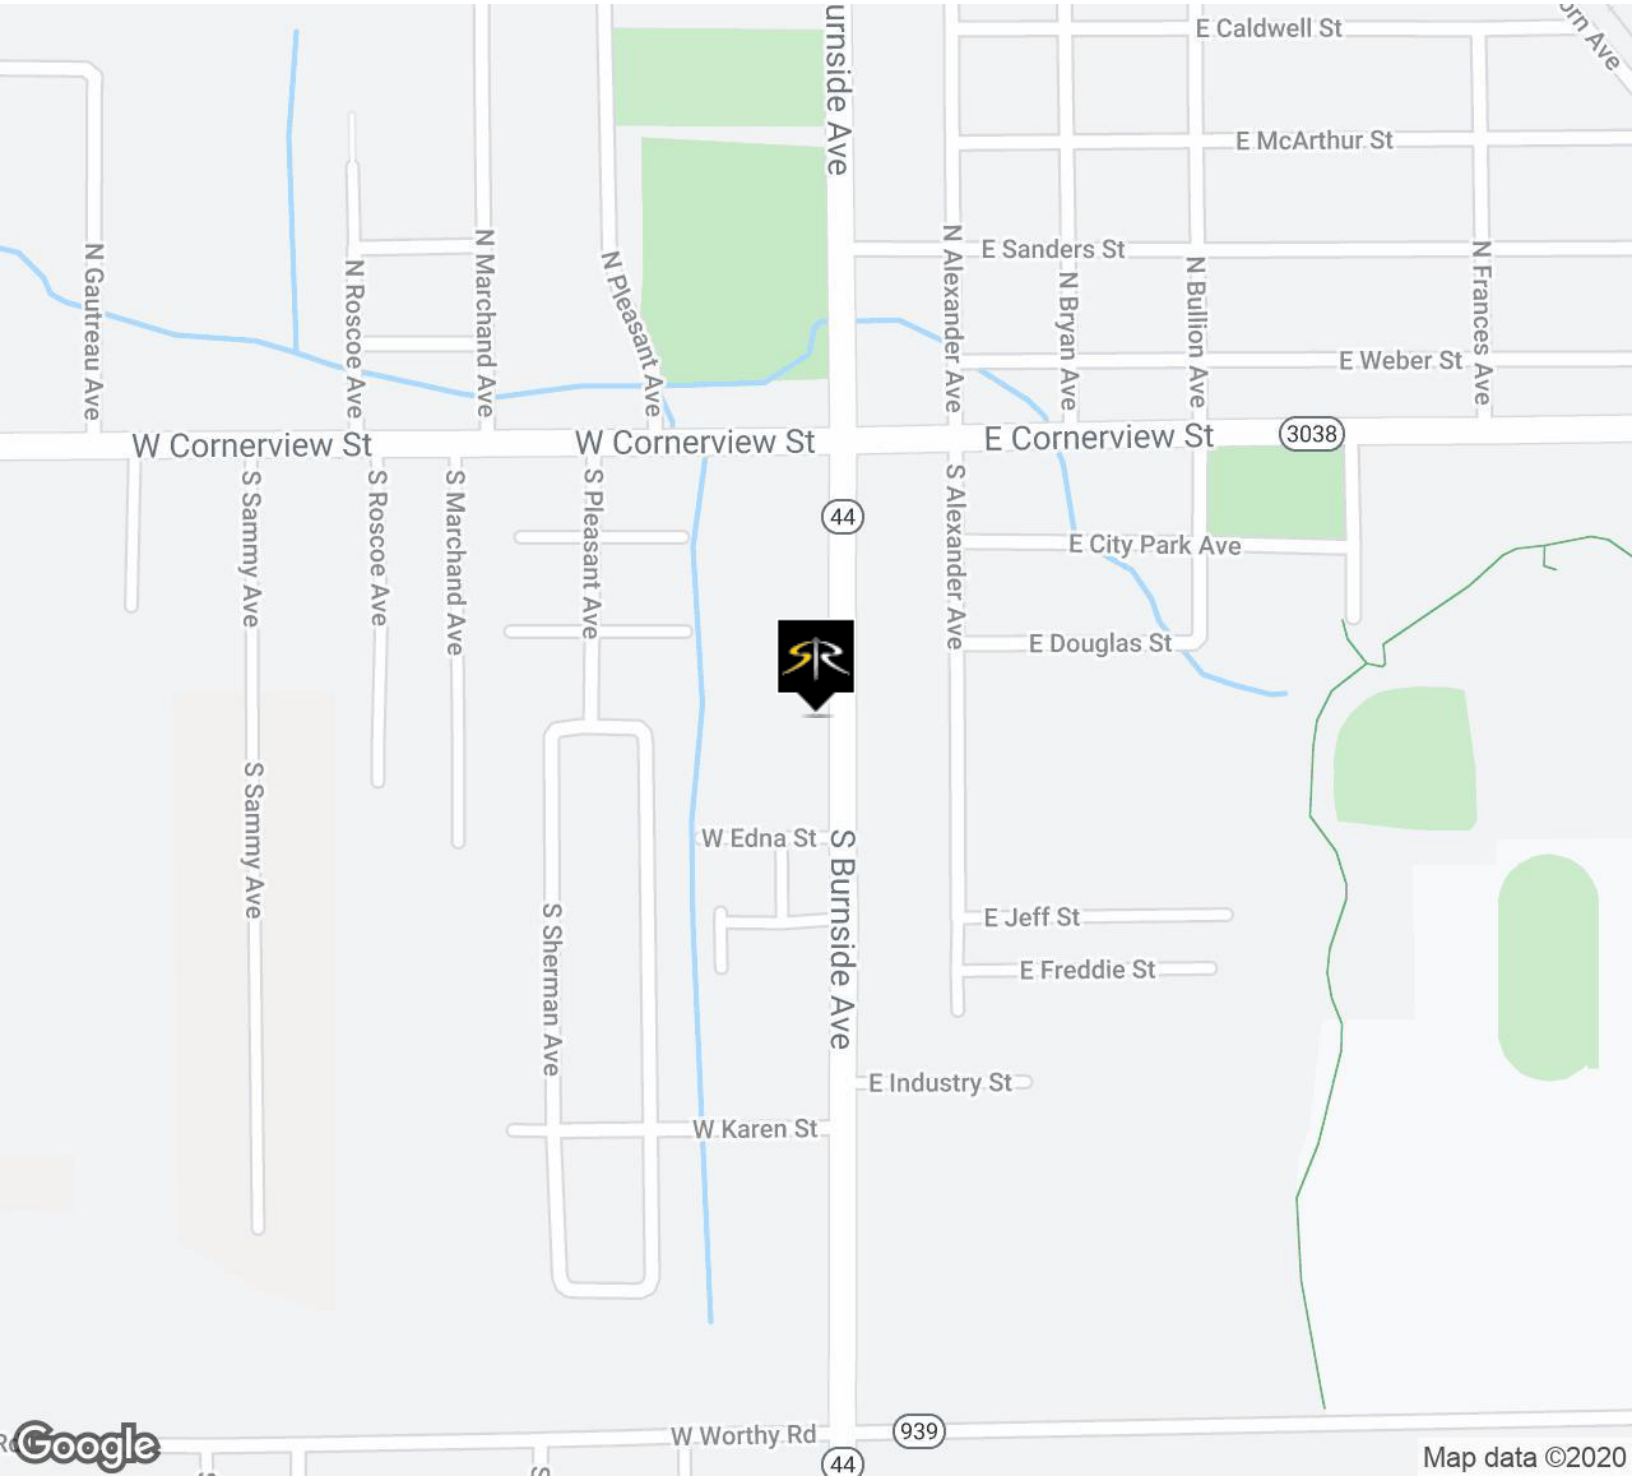 E Caldwell St
orn Ave
urnside Ave
E McArthur St
N Gautreau Ave
N Roscoe Ave
N Marchand Ave
N Pleasant Ave
N Alexander Ave
E Sanders St
N Bryan Ave
N Bullion Ave
N Frances Ave
E Weber St
W Cornerview St
W Cornerview St
E Cornerview St
3038
S Sammy Ave
S Roscoe Ave
S Marchand Ave
S Pleasant Ave
44
S Alexander Ave
E City Park Ave
SR
E Douglas St
S Sammy Ave
W Edna St
S Burnside Ave
S Sherman Ave
E Jeff St
E Freddie St
E Industry St
W Karen St
W Worthy Rd
939
44
Google
Map data ©2020